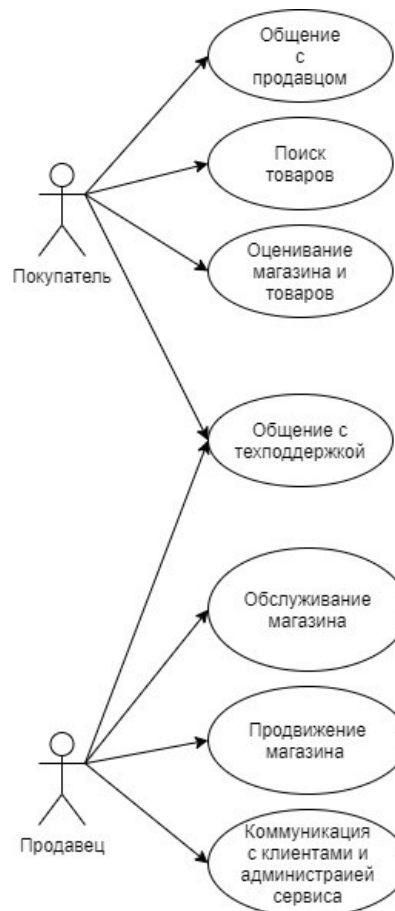 Общение
с
продавцом
Поиск
товаров
Покупатель
Оценивание
магазина и
товаров
Общение с
техподдержкой
Обслуживание
магазина
Продвижение
магазина
Продавец
Коммуникация
с клиентами и
администраией
сервиса